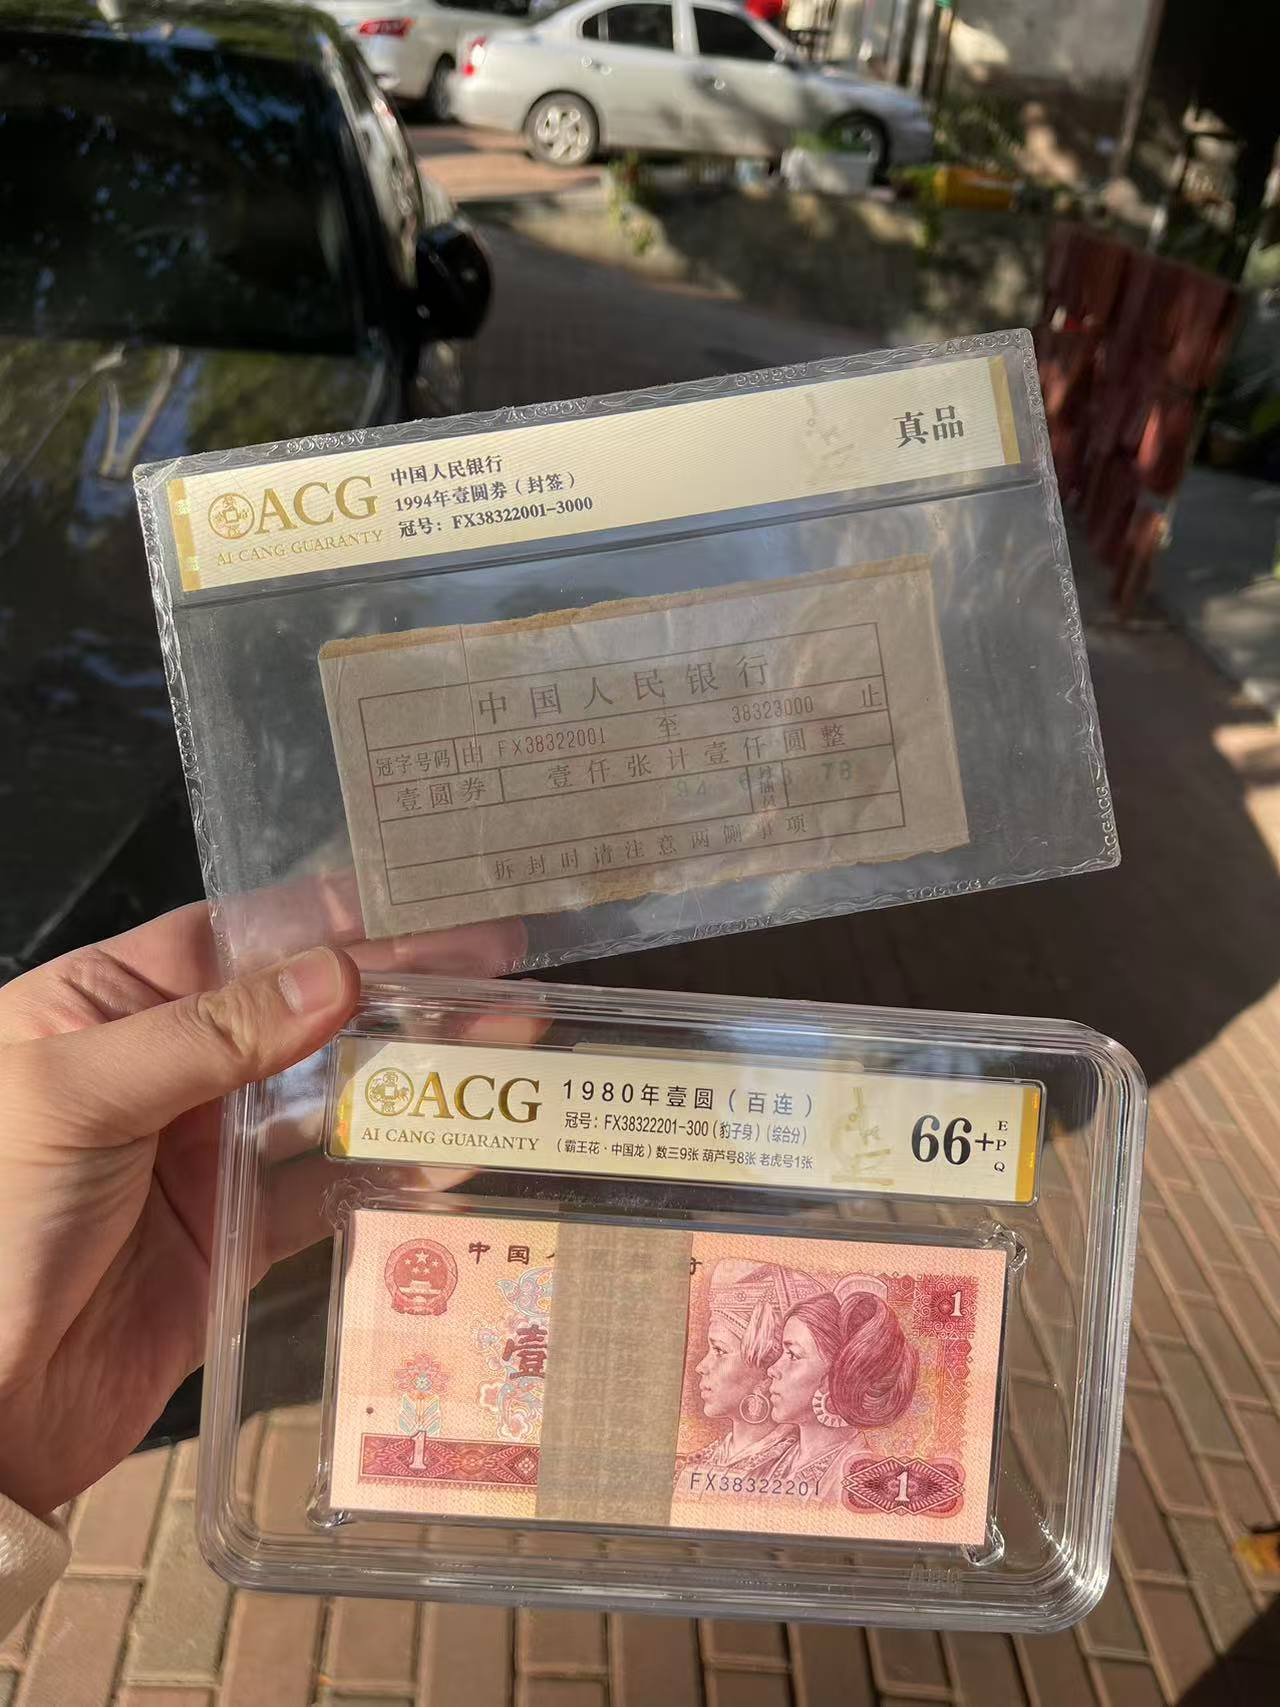 ACG
AI CANG GUARANTY
中国人民银行
1994年壹圆券（封签）
冠号：FX38322001-3000
真品
中国人民银行
冠字号码 由 FX38322001 至 38323000 止
壹圆券 壹仟张计壹仟圆整
94 78
拆封时请注意两侧事项
ACG
AI CANG GUARANTY
1980年壹圆（百连）
冠号：FX38322201-300（豹子身）（综合分）
（霸王花·中国龙）数三9张 葫芦号8张 老虎号1张
66+
EPQ
中国
壹
1
1
FX38322201
1